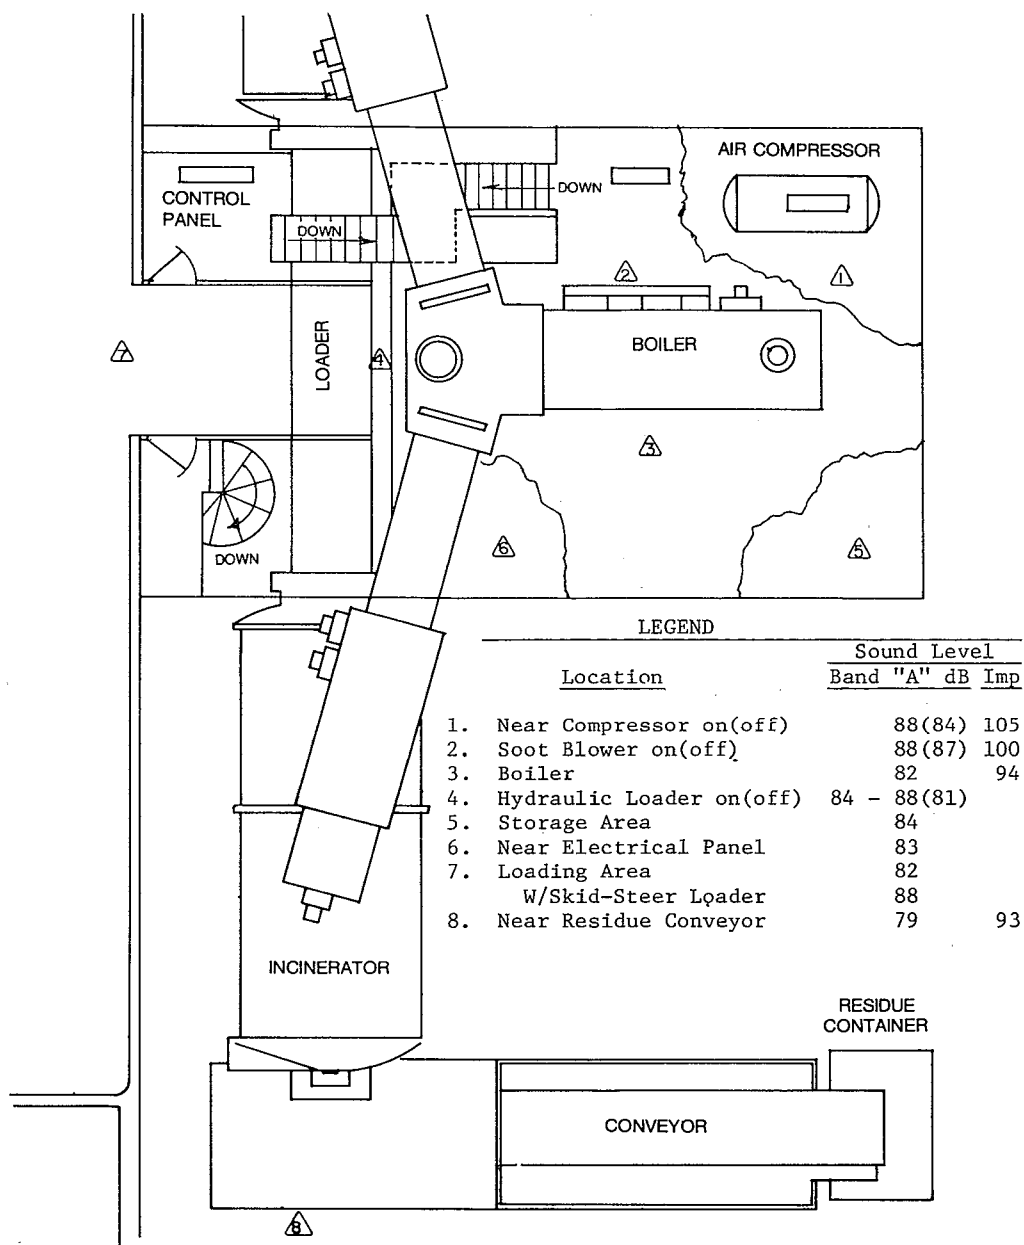 AIR COMPRESSOR
CONTROL
PANEL
DOWN
DOWN
2
1
7
LOADER
4
BOILER
3
DOWN
6
5
LEGEND
Sound Level
Location Band "A" dB Imp
1. Near Compressor on(off) 88(84) 105
2. Soot Blower on(off) 88(87) 100
3. Boiler 82 94
4. Hydraulic Loader on(off) 84 - 88(81)
5. Storage Area 84
6. Near Electrical Panel 83
7. Loading Area 82
W/Skid-Steer Loader 88
8. Near Residue Conveyor 79 93
INCINERATOR
RESIDUE
CONTAINER
CONVEYOR
8